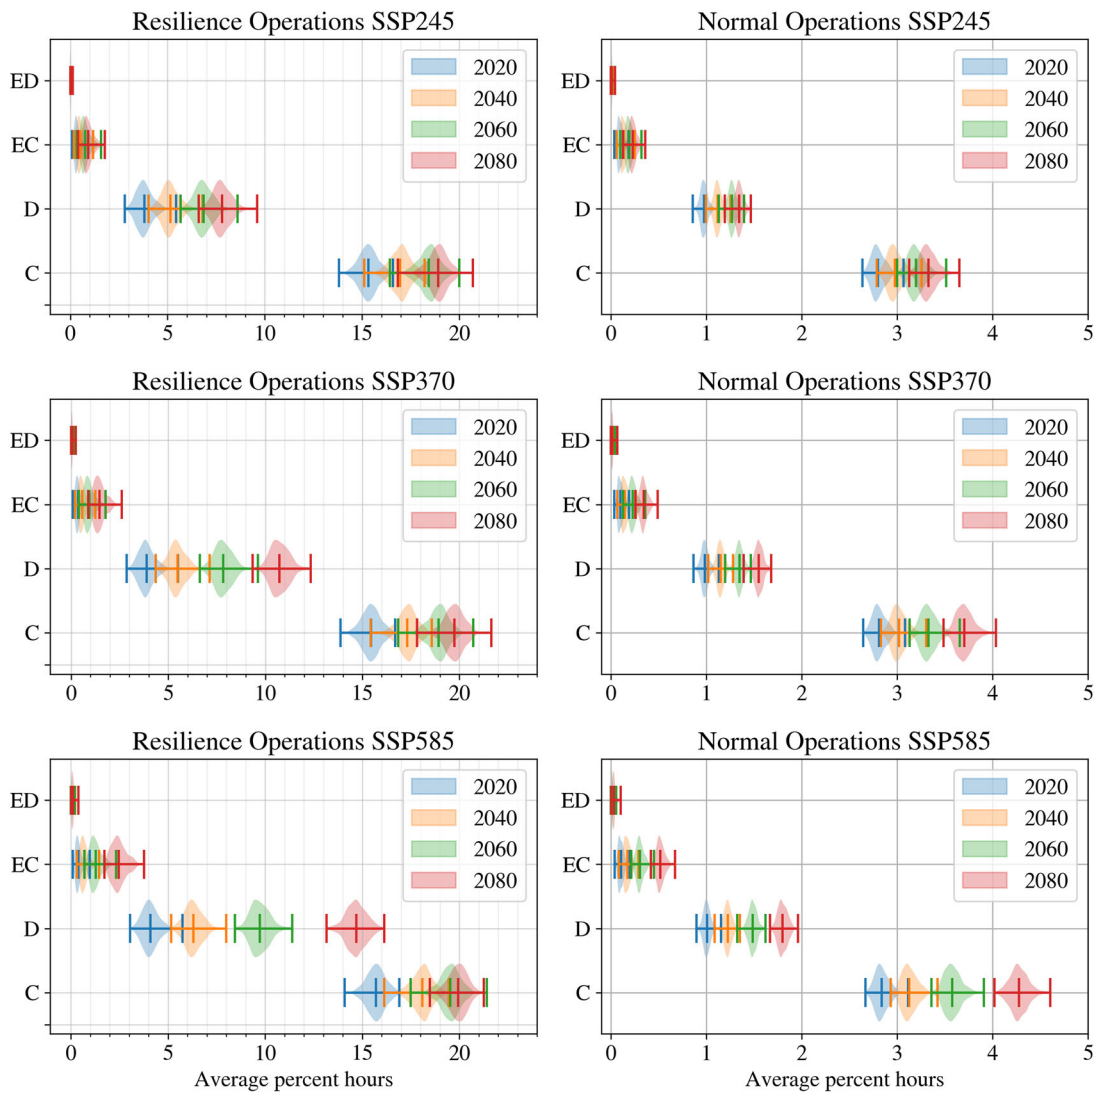 Resilience Operations SSP245
ED
EC
D
C
2020
2040
2060
2080
0 5 10 15 20
Normal Operations SSP245
ED
EC
D
C
2020
2040
2060
2080
0 1 2 3 4 5
Resilience Operations SSP370
ED
EC
D
C
2020
2040
2060
2080
0 5 10 15 20
Normal Operations SSP370
ED
EC
D
C
2020
2040
2060
2080
0 1 2 3 4 5
Resilience Operations SSP585
ED
EC
D
C
2020
2040
2060
2080
0 5 10 15 20
Average percent hours
Normal Operations SSP585
ED
EC
D
C
2020
2040
2060
2080
0 1 2 3 4 5
Average percent hours